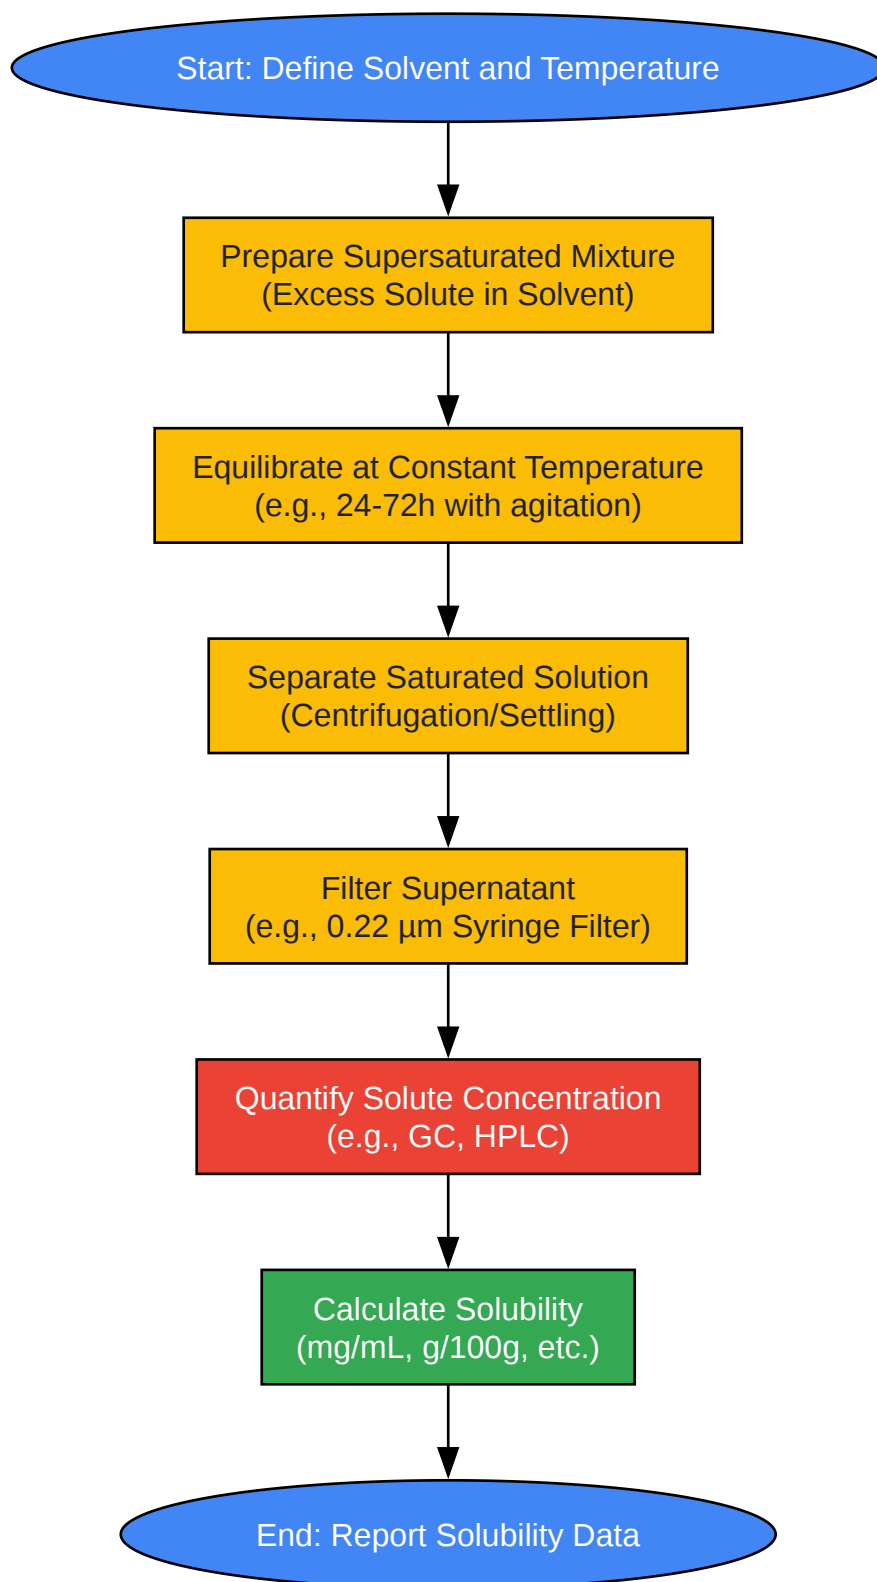 Start: Define Solvent and Temperature
Prepare Supersaturated Mixture
(Excess Solute in Solvent)
Equilibrate at Constant Temperature
(e.g., 24-72h with agitation)
Separate Saturated Solution
(Centrifugation/Settling)
Filter Supernatant
(e.g., 0.22 µm Syringe Filter)
Quantify Solute Concentration
(e.g., GC, HPLC)
Calculate Solubility
(mg/mL, g/100g, etc.)
End: Report Solubility Data